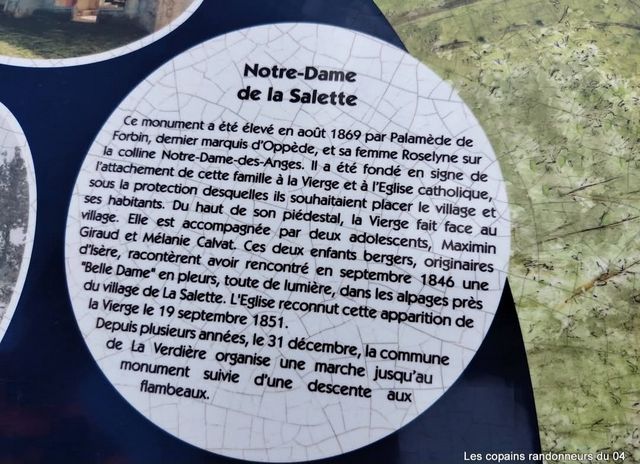 Notre-Dame
de la Salette
Ce monument a été élevé en août 1869 par Palamède de
Forbin, dernier marquis d'Oppède, et sa femme Roselyne sur
la colline Notre-Dame-des-Anges. Il a été fondé en signe de
l'attachement de cette famille à la Vierge et à l'Eglise catholique,
sous la protection desquelles ils souhaitaient placer le village et
ses habitants. Du haut de son piédestal, la Vierge fait face au
village. Elle est accompagnée par deux adolescents, Maximin
Giraud et Mélanie Calvat. Ces deux enfants bergers, originaires
d'Isère, racontèrent avoir rencontré en septembre 1846 une
"Belle Dame" en pleurs, toute de lumière, dans les alpages près
du village de La Salette. L'Eglise reconnut cette apparition de
la Vierge le 19 septembre 1851.
Depuis plusieurs années, le 31 décembre, la commune
de La Verdière organise une marche jusqu'au
monument suivie d'une descente aux
flambeaux.
Les copains randonneurs du 04